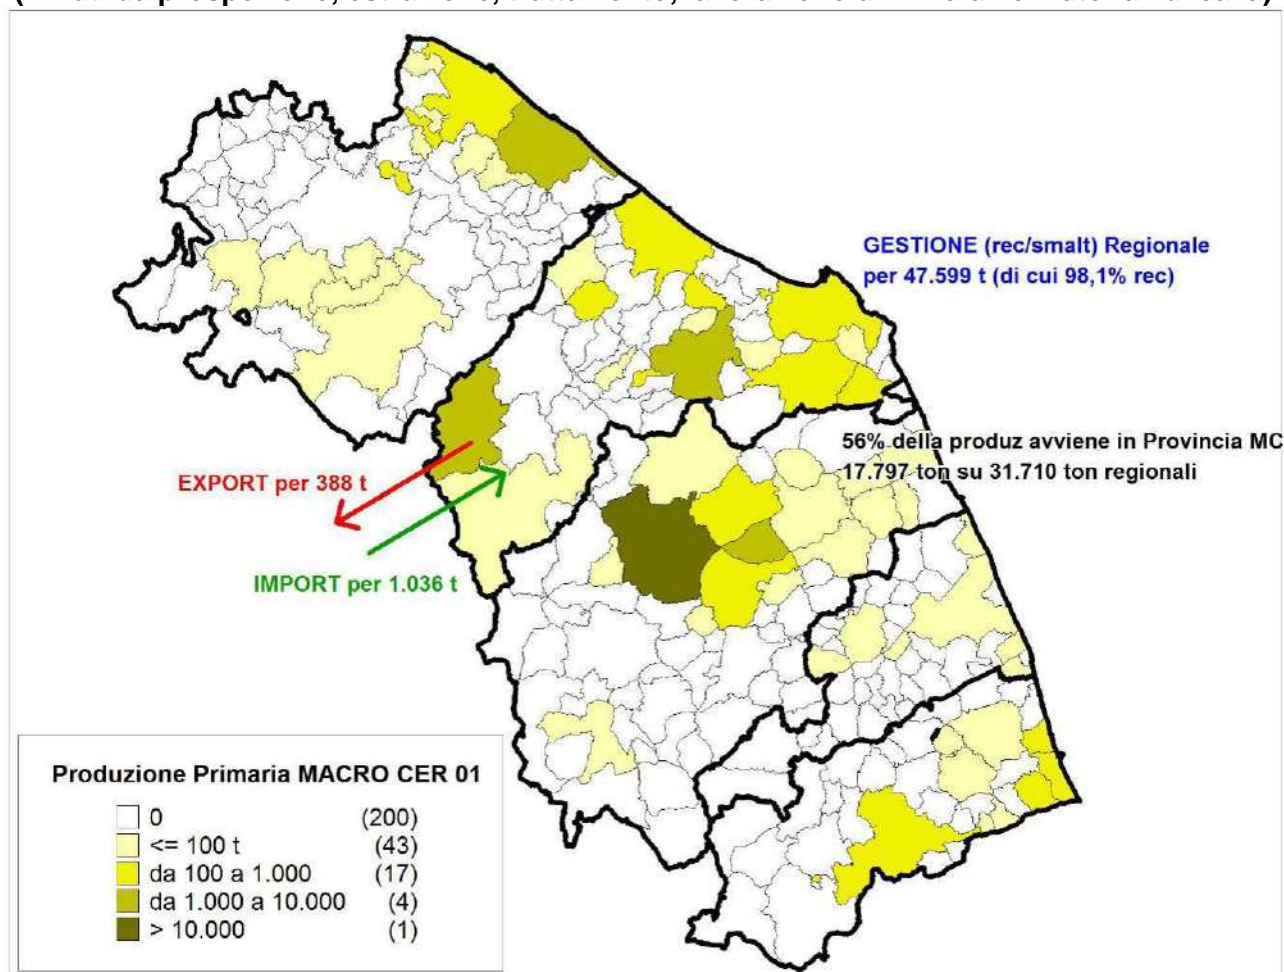 GESTIONE (rec/smalt) Regionale
per 47.599 t (di cui 98,1% rec)
56% della produz avviene in Provincia MC
17.797 ton su 31.710 ton regionali
EXPORT per 388 t
IMPORT per 1.036 t
Produzione Primaria MACRO CER 01
0 (200)
<= 100 t (43)
da 100 a 1.000 (17)
da 1.000 a 10.000 (4)
> 10.000 (1)